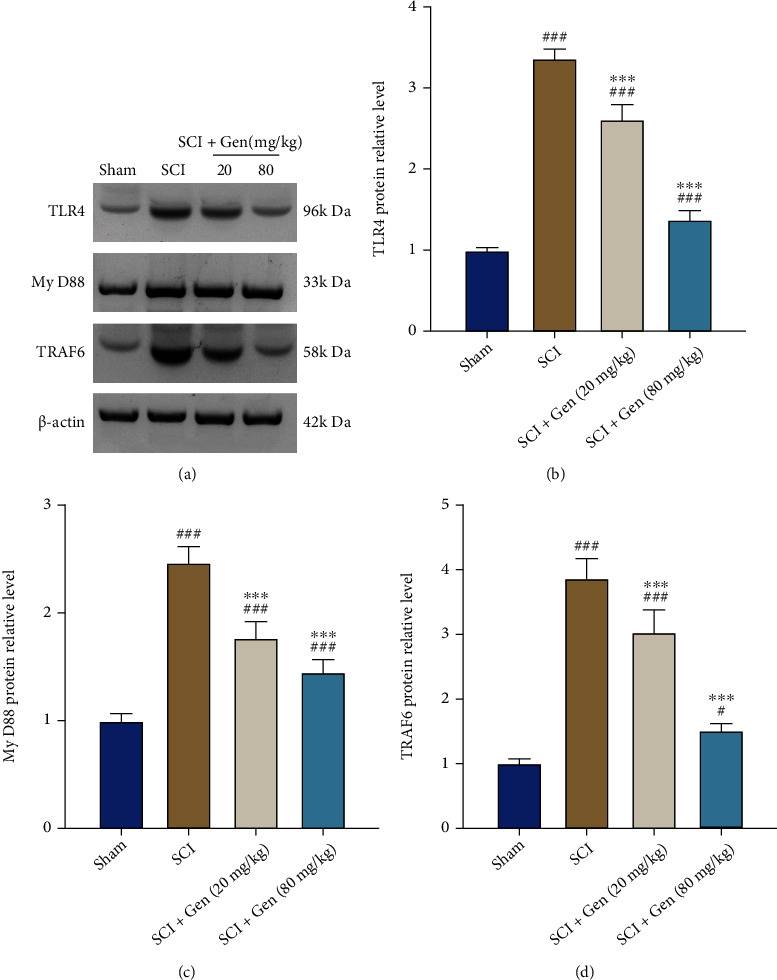 SCI + Gen(mg/kg)
Sham SCI 20 80
TLR4 96k Da
My D88 33k Da
TRAF6 58k Da
β-actin 42k Da
(a)
TLR4 protein relative level
4
3
2
1
0
###
***
###
***
###
Sham
SCI
SCI + Gen (20 mg/kg)
SCI + Gen (80 mg/kg)
(b)
My D88 protein relative level
3
2
1
0
###
***
###
***
###
Sham
SCI
SCI + Gen (20 mg/kg)
SCI + Gen (80 mg/kg)
(c)
TRAF6 protein relative level
5
4
3
2
1
0
###
***
###
***
#
Sham
SCI
SCI + Gen (20 mg/kg)
SCI + Gen (80 mg/kg)
(d)